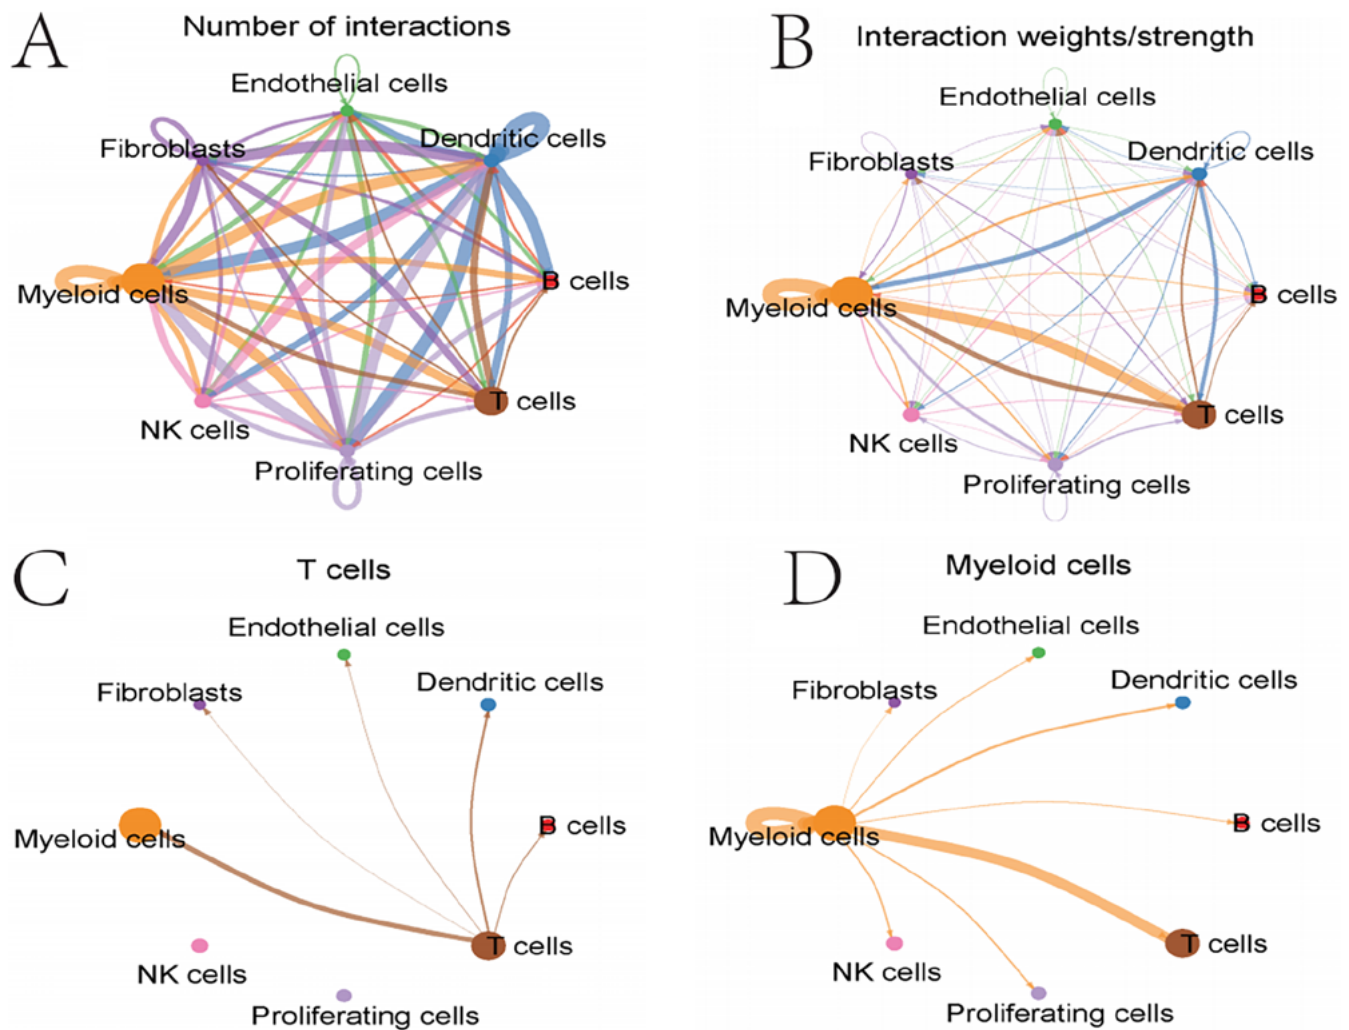 A
Number of interactions
Endothelial cells
Dendritic cells
Fibroblasts
B cells
Myeloid cells
T cells
NK cells
Proliferating cells
B
Interaction weights/strength
Endothelial cells
Dendritic cells
Fibroblasts
B cells
Myeloid cells
T cells
NK cells
Proliferating cells
C
T cells
Endothelial cells
Dendritic cells
Fibroblasts
B cells
Myeloid cells
T cells
NK cells
Proliferating cells
D
Myeloid cells
Endothelial cells
Dendritic cells
Fibroblasts
B cells
Myeloid cells
T cells
NK cells
Proliferating cells